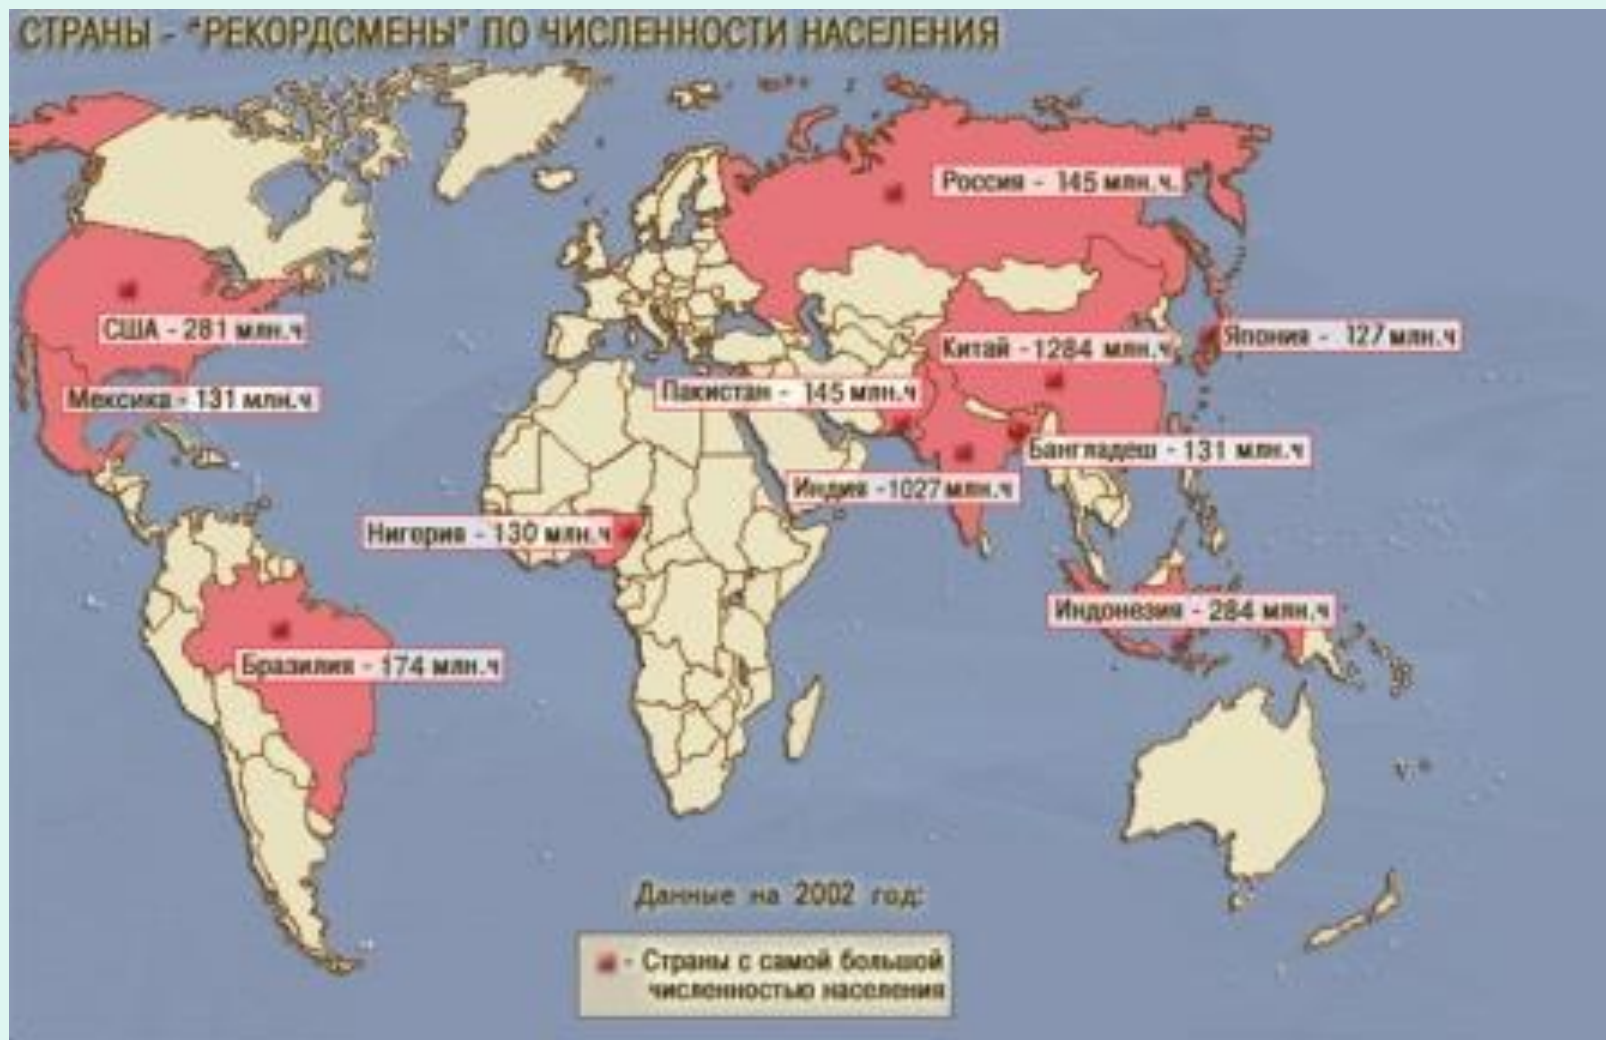 СТРАНЫ - "РЕКОРДСМЕНЫ" ПО ЧИСЛЕННОСТИ НАСЕЛЕНИЯ
Россия - 145 млн.ч.
США - 281 млн.ч
Япония - 127 млн.ч
Китай -1284 млн.ч
Мексика - 131 млн.ч
Пакистан - 145 млн.ч
Бангладеш - 131 млн.ч
Индия -1027 млн.ч
Нигерия - 130 млн.ч
Индонезия - 284 млн.ч
Бразилия - 174 млн.ч
Данные на 2002 год:
- Страны с самой большой
численностью населения